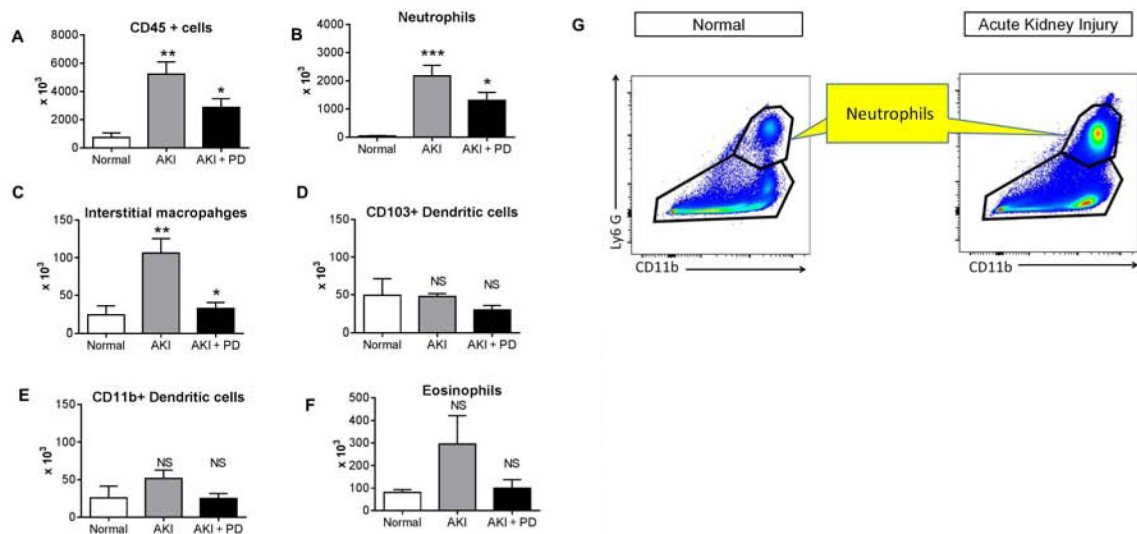 A
CD45 + cells
x 10³
8000
6000
4000
2000
0
**
*
Normal AKI AKI + PD
B
Neutrophils
x 10³
4000
3000
2000
1000
0
***
*
Normal AKI AKI + PD
C
Interstitial macropahges
x 10³
150
100
50
0
**
*
Normal AKI AKI + PD
D
CD103+ Dendritic cells
x 10³
150
100
50
0
NS NS
Normal AKI AKI + PD
E
CD11b+ Dendritic cells
x 10³
150
100
50
0
NS NS
Normal AKI AKI + PD
F
Eosinophils
x 10³
500
400
300
200
100
0
NS
NS
Normal AKI AKI + PD
G
Normal
Acute Kidney Injury
Neutrophils
Ly6 G
CD11b
CD11b